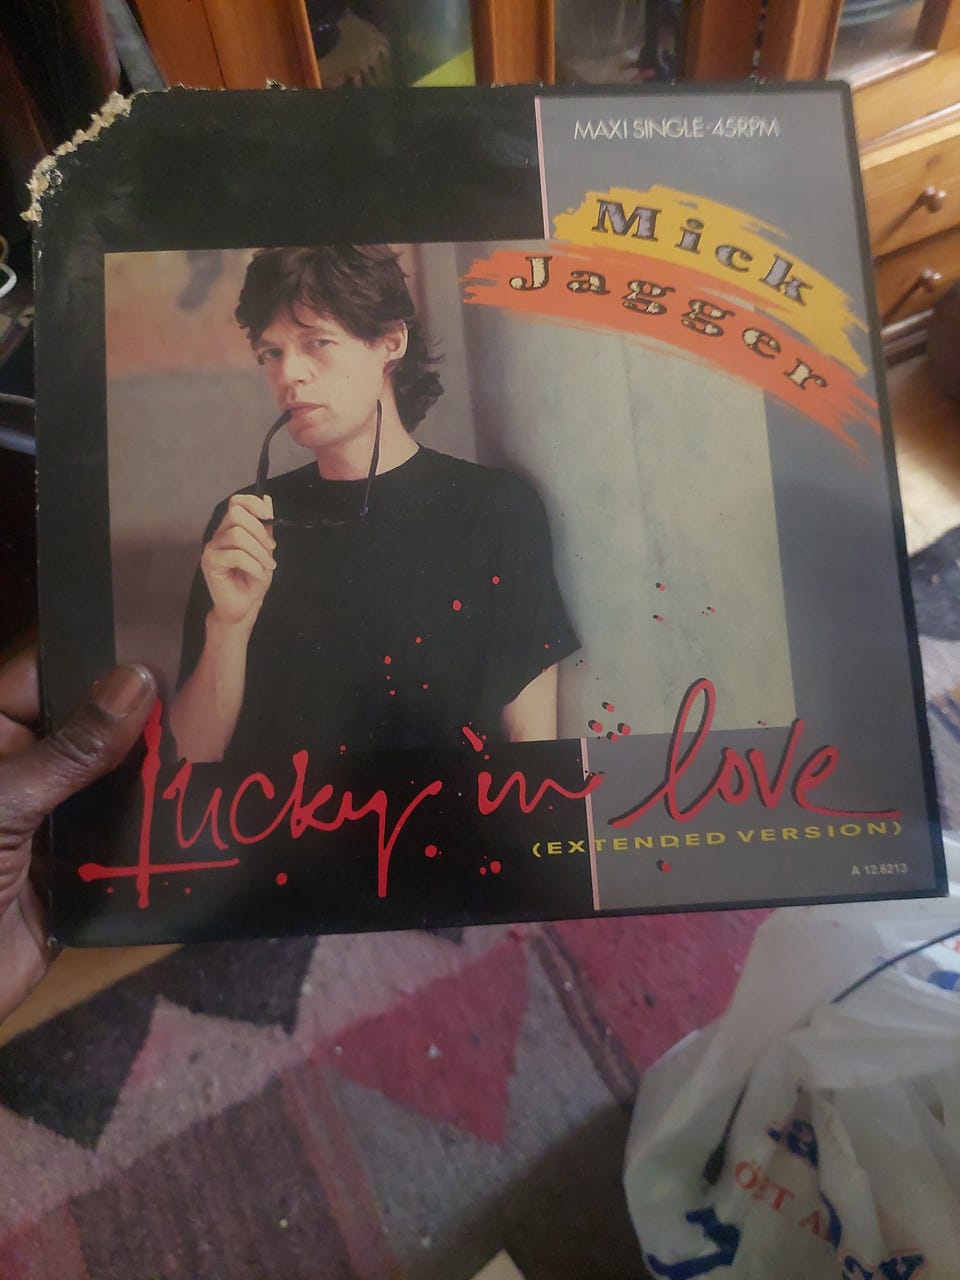 MAXI SINGLE-45RPM
Mick
Jagger
Lucky in love
(EXTENDED VERSION)
A 12.6213